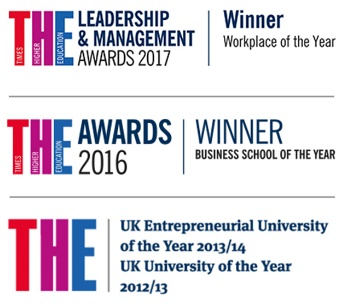 THE
TIMES
HIGHER
EDUCATION
LEADERSHIP
& MANAGEMENT
AWARDS 2017
Winner
Workplace of the Year
THE
TIMES
HIGHER
EDUCATION
AWARDS
2016
WINNER
BUSINESS SCHOOL OF THE YEAR
THE
UK Entrepreneurial University
of the Year 2013/14
UK University of the Year
2012/13